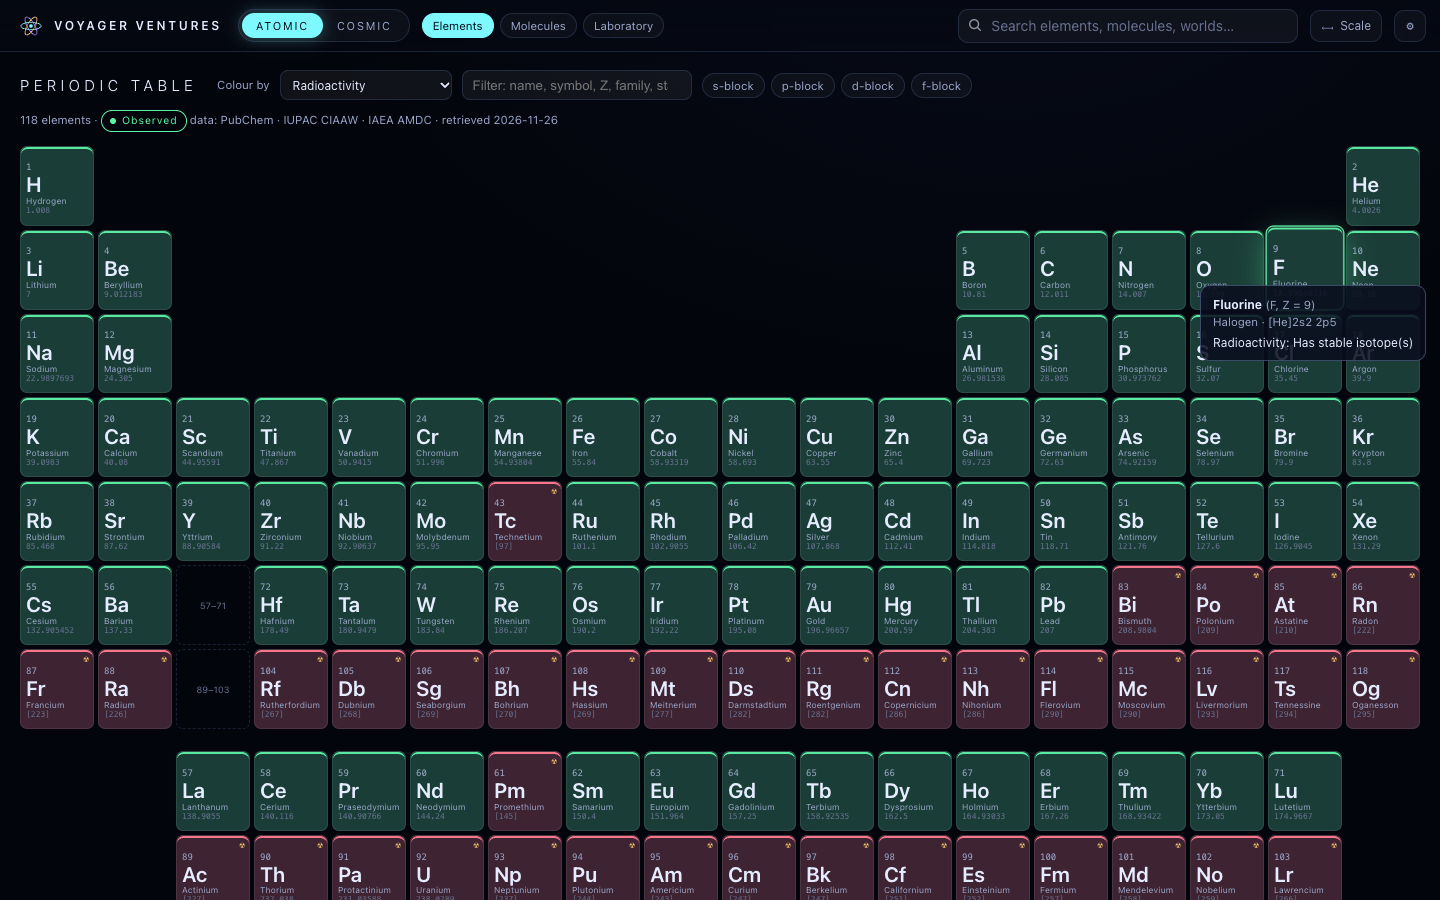 VOYAGER VENTURES
ATOMIC COSMIC
Elements Molecules Laboratory
Search elements, molecules, worlds...
Scale
PERIODIC TABLE
Colour by Radioactivity
Filter: name, symbol, Z, family, st
s-block p-block d-block f-block
118 elements · Observed data: PubChem · IUPAC CIAAW · IAEA AMDC · retrieved 2026-11-26
1 2
H He
Hydrogen Helium
1.008 4.0026
3 4 5 6 7 8 9 10
Li Be B C N O F Ne
Lithium Beryllium Boron Carbon Nitrogen Fluorine
7 9.012183 10.81 12.011 14.007
Fluorine (F, Z = 9)
Halogen · [He]2s2 2p5
Radioactivity: Has stable isotope(s)
11 12 13 14 15
Na Mg Al Si P S Cl Ar
Sodium Magnesium Aluminum Silicon Phosphorus Sulfur Chlorine Argon
22.9897693 24.305 26.981538 28.085 30.973762 32.07 35.45 39.9
19 20 21 22 23 24 25 26 27 28 29 30 31 32 33 34 35 36
K Ca Sc Ti V Cr Mn Fe Co Ni Cu Zn Ga Ge As Se Br Kr
Potassium Calcium Scandium Titanium Vanadium Chromium Manganese Iron Cobalt Nickel Copper Zinc Gallium Germanium Arsenic Selenium Bromine Krypton
39.0983 40.08 44.95591 47.867 50.9415 51.996 54.93804 55.84 58.93319 58.693 63.55 65.4 69.723 72.63 74.92159 78.97 79.9 83.8
37 38 39 40 41 42 43 44 45 46 47 48 49 50 51 52 53 54
Rb Sr Y Zr Nb Mo Tc Ru Rh Pd Ag Cd In Sn Sb Te I Xe
Rubidium Strontium Yttrium Zirconium Niobium Molybdenum Technetium Ruthenium Rhodium Palladium Silver Cadmium Indium Tin Antimony Tellurium Iodine Xenon
85.468 87.62 88.90584 91.22 92.90637 95.95 [97] 101.1 102.9055 106.42 107.868 112.41 114.818 118.71 121.76 127.6 126.9045 131.29
55 56 72 73 74 75 76 77 78 79 80 81 82 83 84 85 86
Cs Ba 57–71 Hf Ta W Re Os Ir Pt Au Hg Tl Pb Bi Po At Rn
Cesium Barium Hafnium Tantalum Tungsten Rhenium Osmium Iridium Platinum Gold Mercury Thallium Lead Bismuth Polonium Astatine Radon
132.905452 137.33 178.49 180.9479 183.84 186.207 190.2 192.22 195.08 196.96657 200.59 204.383 207 208.9804 [209] [210] [222]
87 88 104 105 106 107 108 109 110 111 112 113 114 115 116 117 118
Fr Ra 89–103 Rf Db Sg Bh Hs Mt Ds Rg Cn Nh Fl Mc Lv Ts Og
Francium Radium Rutherfordium Dubnium Seaborgium Bohrium Hassium Meitnerium Darmstadtium Roentgenium Copernicium Nihonium Flerovium Moscovium Livermorium Tennessine Oganesson
[223] [226] [267] [268] [269] [270] [269] [277] [282] [282] [286] [286] [290] [290] [293] [294] [295]
57 58 59 60 61 62 63 64 65 66 67 68 69 70 71
La Ce Pr Nd Pm Sm Eu Gd Tb Dy Ho Er Tm Yb Lu
Lanthanum Cerium Praseodymium Neodymium Promethium Samarium Europium Gadolinium Terbium Dysprosium Holmium Erbium Thulium Ytterbium Lutetium
138.9055 140.116 140.90766 144.24 [145] 150.4 151.964 157.25 158.92535 162.5 164.93033 167.26 168.93422 173.05 174.9667
89 90 91 92 93 94 95 96 97 98 99 100 101 102 103
Ac Th Pa U Np Pu Am Cm Bk Cf Es Fm Md No Lr
Actinium Thorium Protactinium Uranium Neptunium Plutonium Americium Curium Berkelium Californium Einsteinium Fermium Mendelevium Nobelium Lawrencium